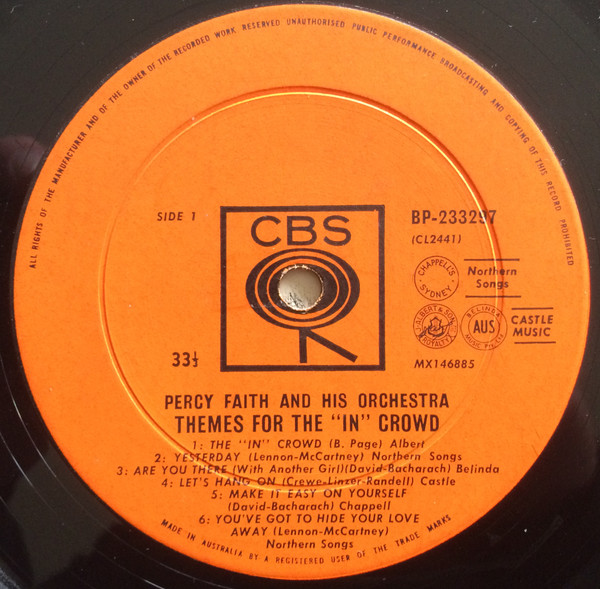 ALL RIGHTS OF THE MANUFACTURER AND OF THE OWNER OF THE RECORDED WORK RESERVED UNAUTHORISED PUBLIC PERFORMANCE BROADCASTING AND COPYING OF THIS RECORD PROHIBITED
SIDE 1
CBS
BP-233297
(CL2441)
CHAPPELL'S
SYDNEY
Northern
Songs
ALBERT & SON
ROYALTY
BELINDA
AUS
CASTLE
MUSIC
33⅓
MX146885
PERCY FAITH AND HIS ORCHESTRA
THEMES FOR THE "IN" CROWD
1: THE "IN" CROWD (B. Page) Albert
2: YESTERDAY (Lennon-McCartney) Northern Songs
3: ARE YOU THERE (With Another Girl)(David-Bacharach) Belinda
4: LET'S HANG ON (Crewe-Linzer-Randell) Castle
5: MAKE IT EASY ON YOURSELF
(David-Bacharach) Chappell
6: YOU'VE GOT TO HIDE YOUR LOVE
AWAY (Lennon-McCartney)
Northern Songs
MADE IN AUSTRALIA BY A REGISTERED USER OF THE TRADE MARKS